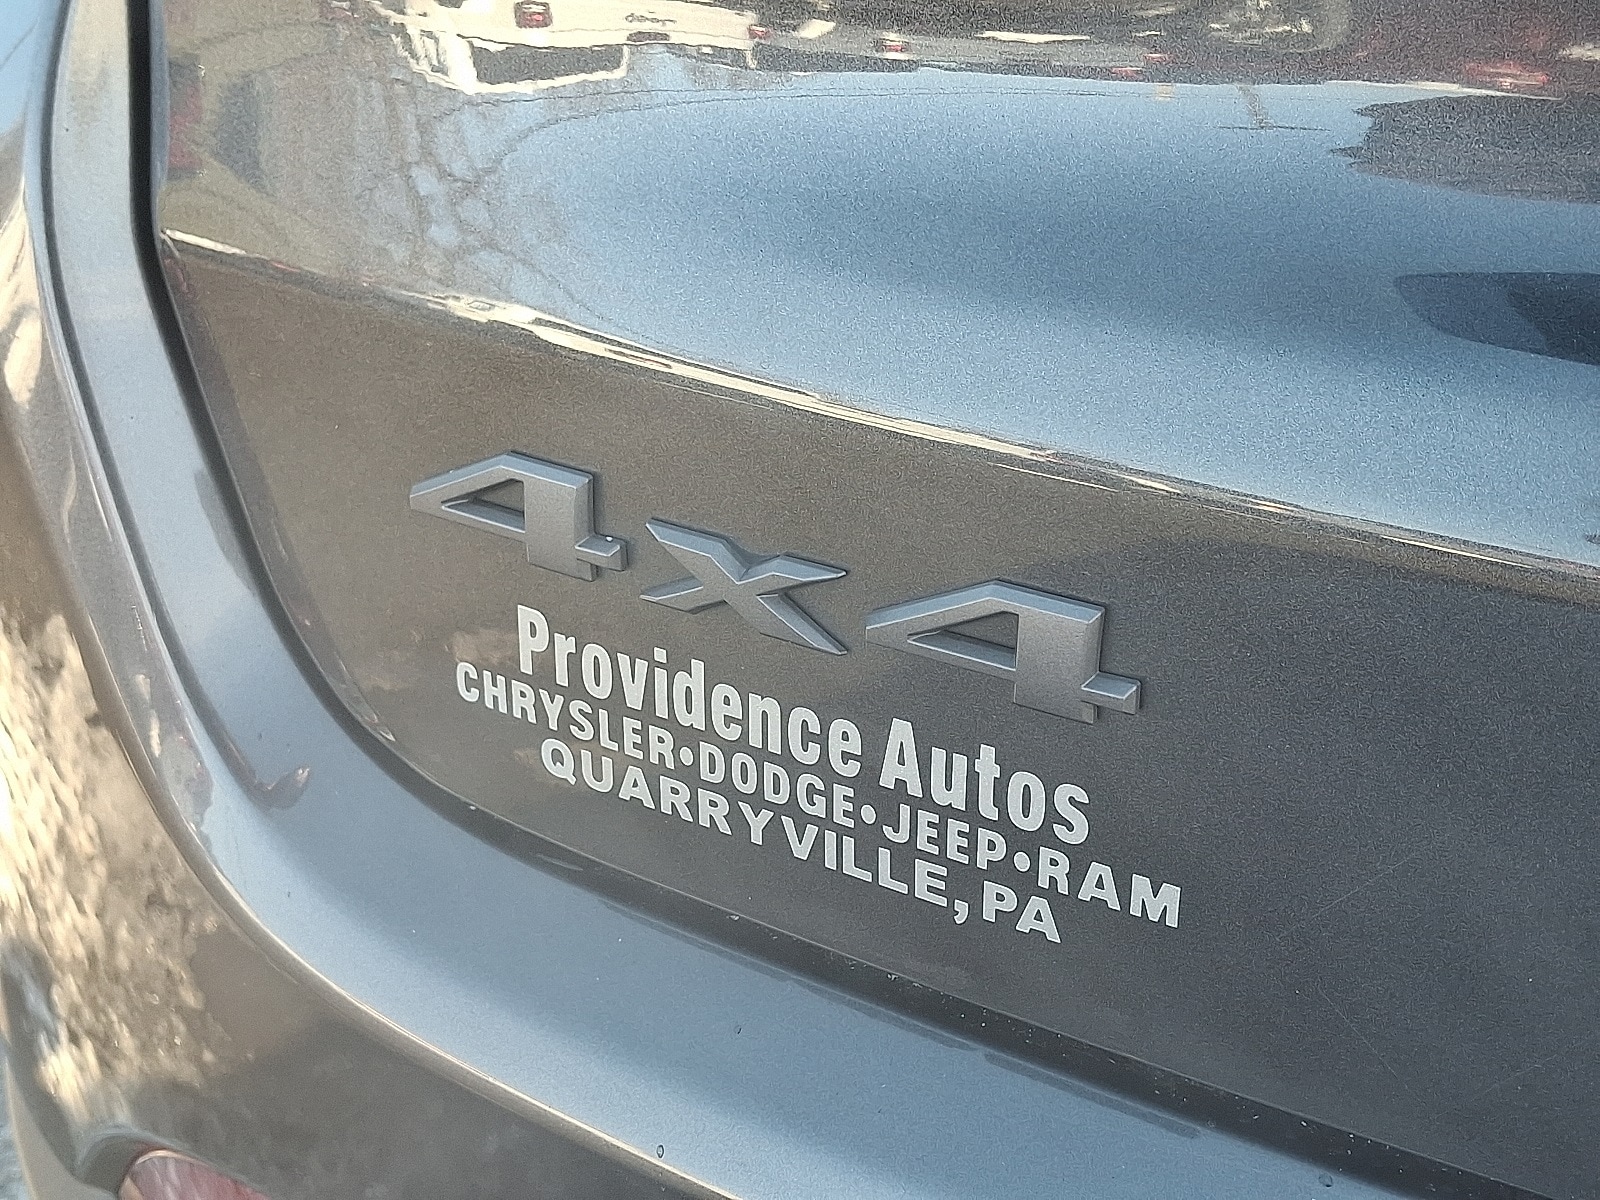 4x4
Providence Autos
CHRYSLER•DODGE•JEEP•RAM
QUARRYVILLE, PA